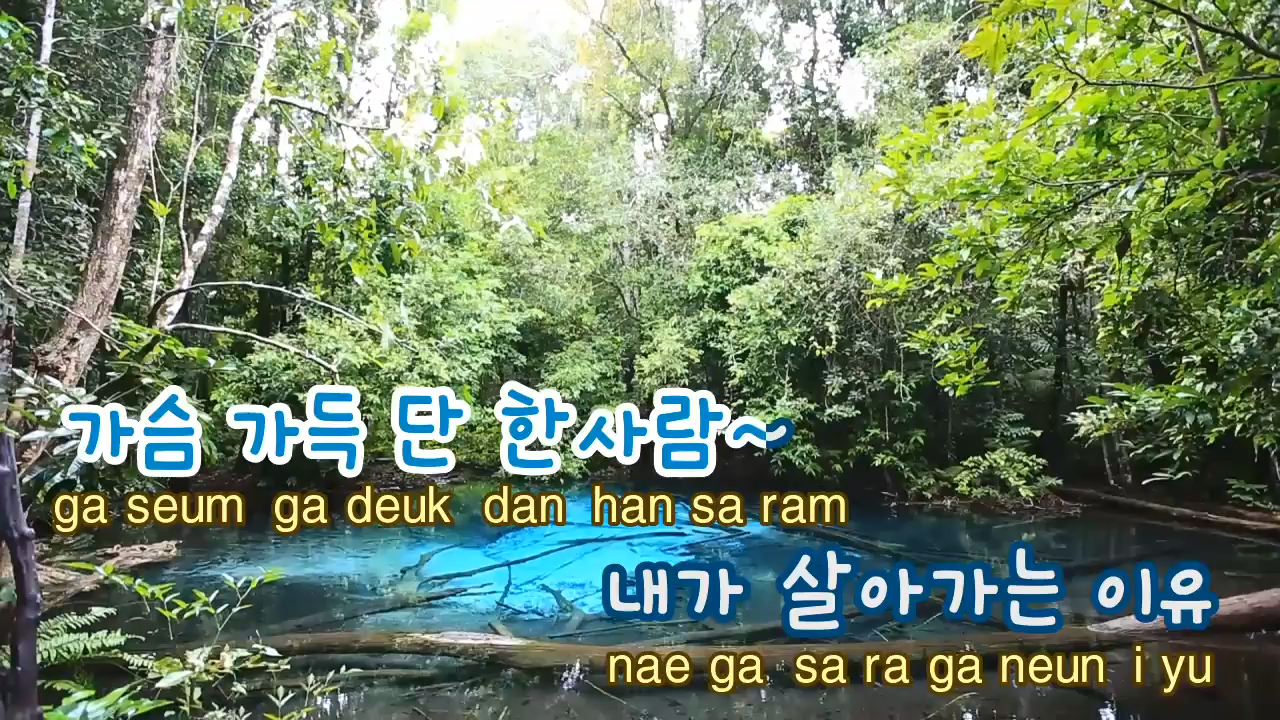 가슴 가득 단 한사람~
ga seum ga deuk dan han sa ram
내가 살아가는 이유
nae ga sa ra ga neun i yu